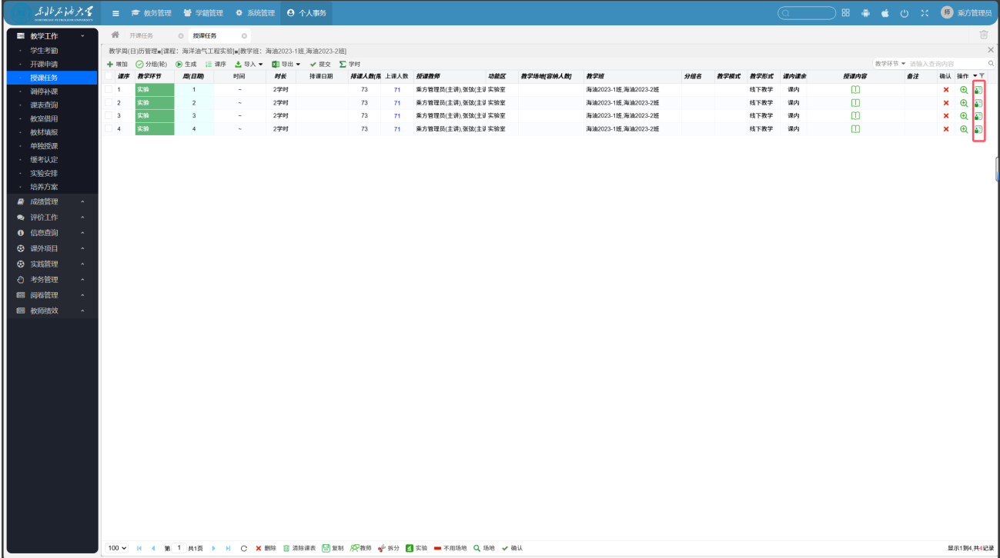 东北石油大学 教务管理 学籍管理 系统管理 个人事务 师 乘方管理员
NORTHEAST PETROLEUM UNIVERSITY
教学工作 开课任务 授课任务
学生考勤 教学周(日)历管理■[课程：海洋油气工程实验]■[教学班：海油2023-1班,海油2023-2班]
开课申请 增加 分组(轮) 生成 课序 导入 导出 提交 学时 教学环节 请输入查询内容
授课任务 课序 教学环节 周(日期) 时间 时长 排课日期 排课人数(限 上课人数 授课教师 功能区 教学场地[容纳人数] 教学班 分组名 教学模式 教学形式 课内课余 授课内容 备注 确认 操作
调停补课 1 实验 1 ~ 2学时 73 71 乘方管理员(主讲),张弦(主讲 实验室 海油2023-1班,海油2023-2班 线下教学 课内
课表查询 2 实验 2 ~ 2学时 73 71 乘方管理员(主讲),张弦(主讲 实验室 海油2023-1班,海油2023-2班 线下教学 课内
教室借用 3 实验 3 ~ 2学时 73 71 乘方管理员(主讲),张弦(主讲 实验室 海油2023-1班,海油2023-2班 线下教学 课内
教材填报 4 实验 4 ~ 2学时 73 71 乘方管理员(主讲),张弦(主讲 实验室 海油2023-1班,海油2023-2班 线下教学 课内
单独授课
缓考认定
实验安排
培养方案
成绩管理
评价工作
信息查询
课外项目
实践管理
考务管理
阅卷管理
教师绩效
100 第 1 共1页 删除 清除课表 复制 教师 拆分 实验 不用场地 场地 确认 显示1到4,共4记录